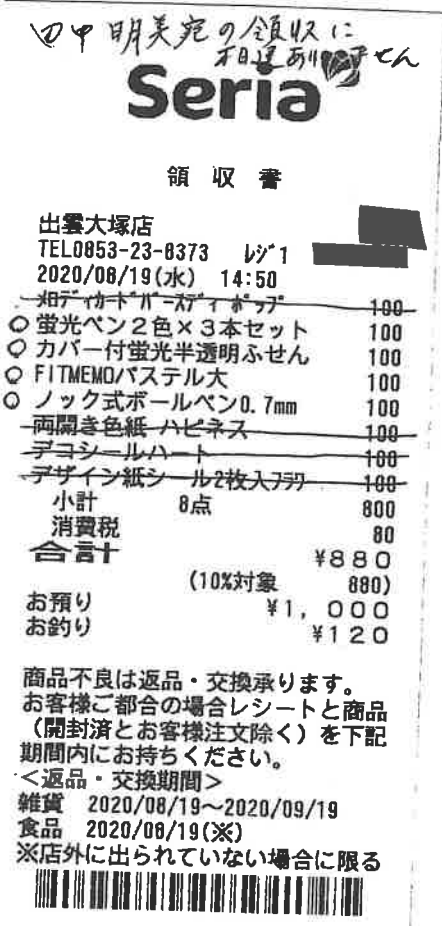 田中明美宛の領収に
相違ありません
Seria
領収書
出雲大塚店
TEL0853-23-8373 レジ1
2020/08/19(水) 14:50
メロディカードバースディ ポップ 100
○ 蛍光ペン2色×3本セット 100
○ カバー付蛍光半透明ふせん 100
○ FITMEMOパステル大 100
○ ノック式ボールペン0.7mm 100
両開き色紙 ハピネス 100
デコシールハート 100
デザイン紙シール2枚入フラワ 100
小計 8点 800
消費税 80
合計 ¥880
(10%対象 880)
お預り ¥1,000
お釣り ¥120
商品不良は返品・交換承ります。
お客様ご都合の場合レシートと商品
(開封済とお客様注文除く)を下記
期間内にお持ちください。
<返品・交換期間>
雑貨 2020/08/19~2020/09/19
食品 2020/08/19(※)
※店外に出られていない場合に限る